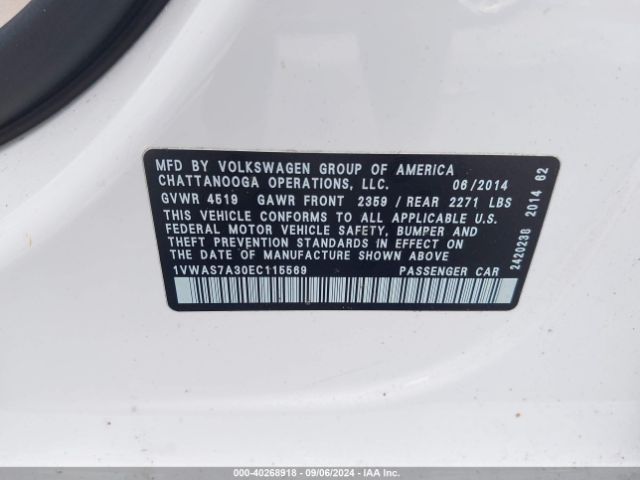 MFD BY VOLKSWAGEN GROUP OF AMERICA
CHATTANOOGA OPERATIONS, LLC. 06/2014
GVWR 4519 GAWR FRONT 2359 / REAR 2271 LBS
THIS VEHICLE CONFORMS TO ALL APPLICABLE U.S.
FEDERAL MOTOR VEHICLE SAFETY, BUMPER AND
THEFT PREVENTION STANDARDS IN EFFECT ON
THE DATE OF MANUFACTURE SHOWN ABOVE
1VWAS7A30EC115569 PASSENGER CAR
2420238 2014 62
000-40268918 - 09/06/2024 - IAA Inc.